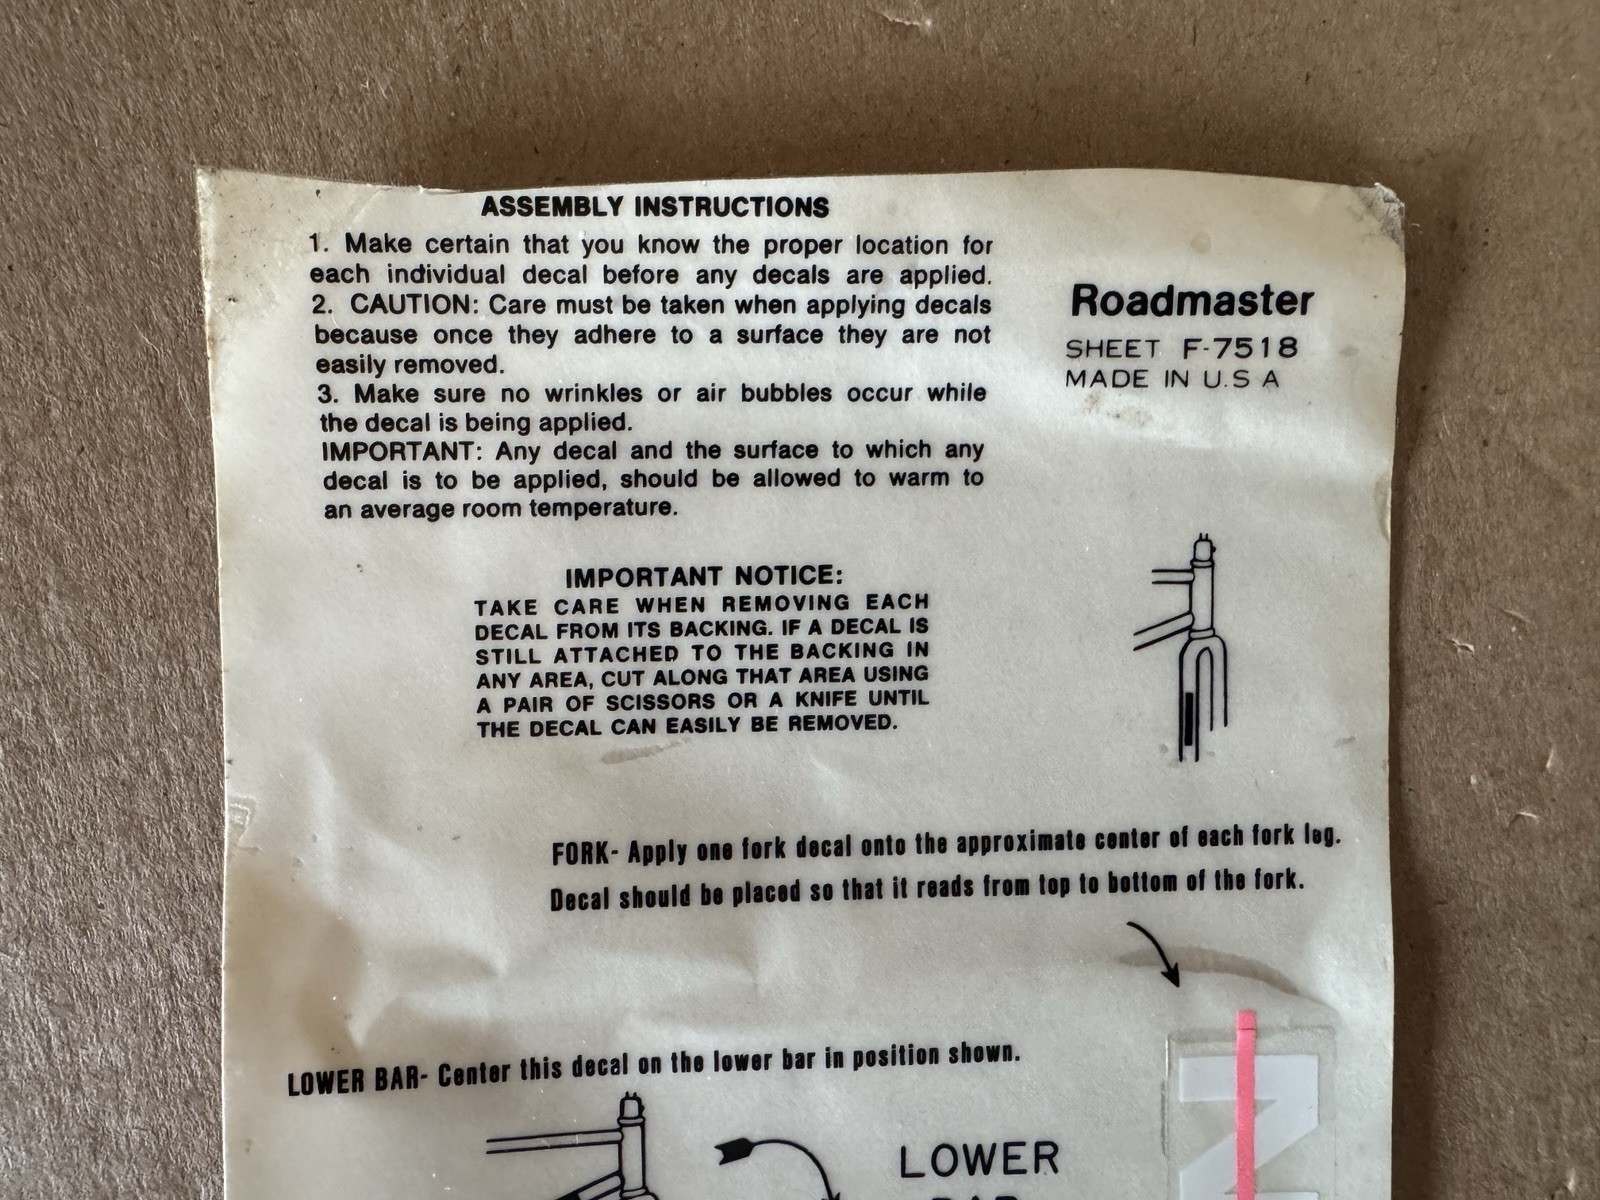 ASSEMBLY INSTRUCTIONS
1. Make certain that you know the proper location for
each individual decal before any decals are applied.
2. CAUTION: Care must be taken when applying decals
because once they adhere to a surface they are not
easily removed.
3. Make sure no wrinkles or air bubbles occur while
the decal is being applied.
IMPORTANT: Any decal and the surface to which any
decal is to be applied, should be allowed to warm to
an average room temperature.
Roadmaster
SHEET F-7518
MADE IN U.S A
IMPORTANT NOTICE:
TAKE CARE WHEN REMOVING EACH
DECAL FROM ITS BACKING. IF A DECAL IS
STILL ATTACHED TO THE BACKING IN
ANY AREA, CUT ALONG THAT AREA USING
A PAIR OF SCISSORS OR A KNIFE UNTIL
THE DECAL CAN EASILY BE REMOVED.
FORK- Apply one fork decal onto the approximate center of each fork leg.
Decal should be placed so that it reads from top to bottom of the fork.
LOWER BAR- Center this decal on the lower bar in position shown.
LOWER
BAR